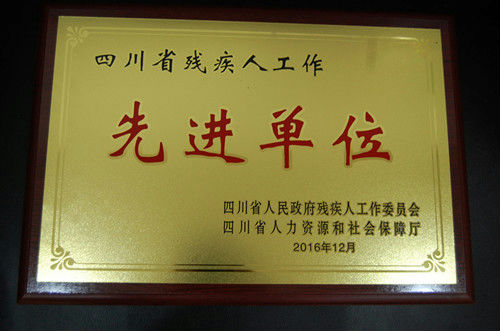 四川省残疾人工作
先进单位
四川省人民政府残疾人工作委员会
四川省人力资源和社会保障厅
2016年12月